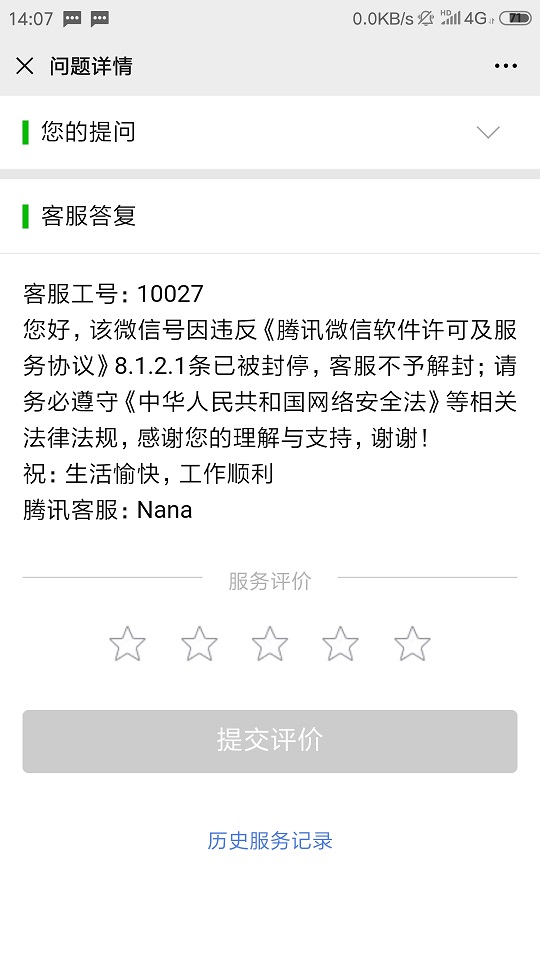 14:07
0.0KB/s HD 4G 71
问题详情
您的提问
客服答复
客服工号：10027
您好，该微信号因违反《腾讯微信软件许可及服
务协议》8.1.2.1条已被封停，客服不予解封；请
务必遵守《中华人民共和国网络安全法》等相关
法律法规，感谢您的理解与支持，谢谢！
祝：生活愉快，工作顺利
腾讯客服：Nana
服务评价
提交评价
历史服务记录